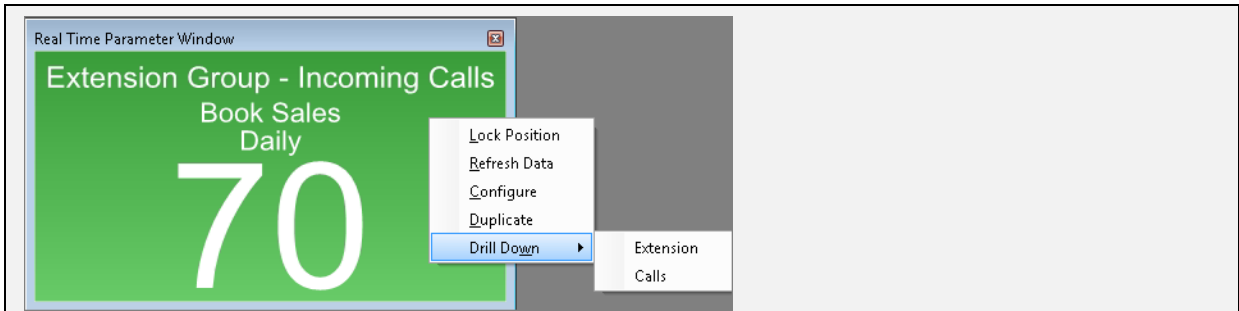 Real Time Parameter Window
Extension Group - Incoming Calls
Book Sales
Daily
70
Lock Position
Refresh Data
Configure
Duplicate
Drill Down
Extension
Calls